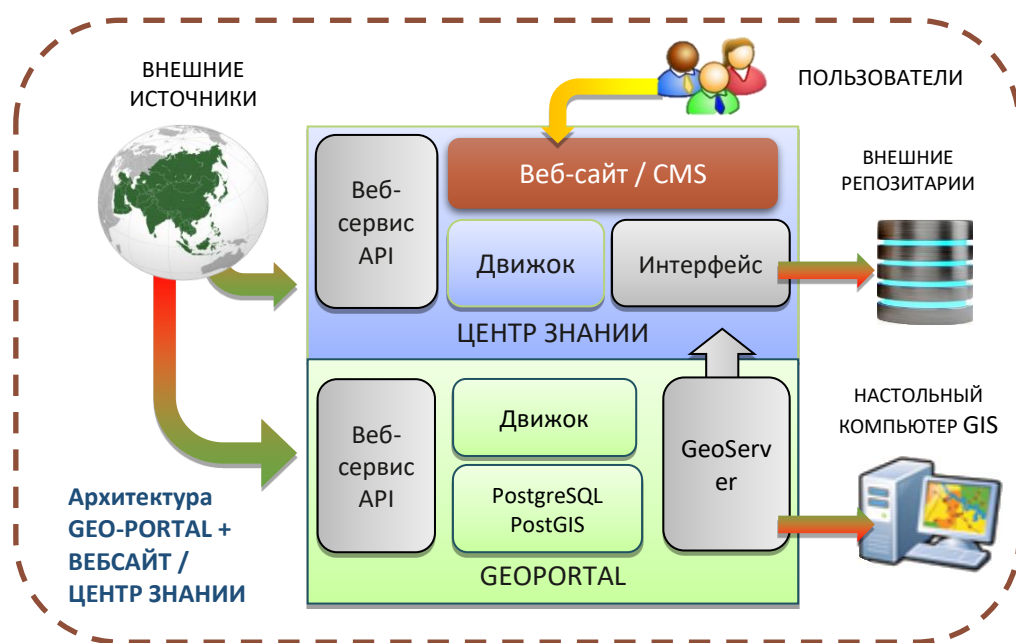 ВНЕШНИЕ
ИСТОЧНИКИ
ПОЛЬЗОВАТЕЛИ
Веб-
сервис
API
Веб-сайт / CMS
Движок
Интерфейс
ВНЕШНИЕ
РЕПОЗИТАРИИ
ЦЕНТР ЗНАНИИ
Веб-
сервис
API
Движок
PostgreSQL
PostGIS
GeoServ
er
НАСТОЛЬНЫЙ
КОМПЬЮТЕР GIS
GEOPORTAL
Архитектура
GEO-PORTAL +
ВЕБСАЙТ /
ЦЕНТР ЗНАНИИ